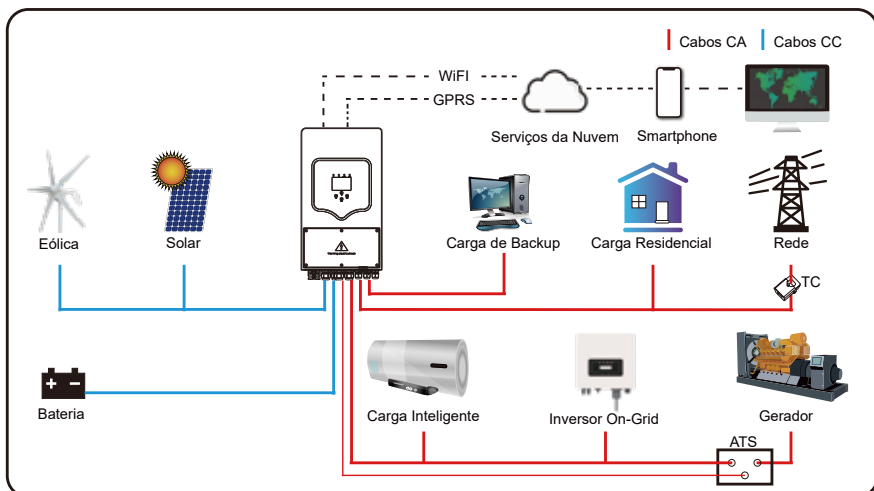 Cabos CA
Cabos CC
WiFI
GPRS
Serviços da Nuvem
Smartphone
Eólica
Solar
Carga de Backup
Carga Residencial
Rede
TC
Bateria
Carga Inteligente
Inversor On-Grid
Gerador
ATS